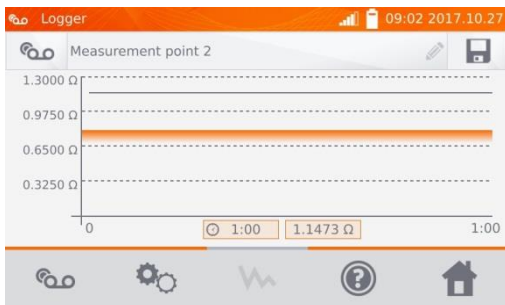 Logger 09:02 2017.10.27
Measurement point 2
1.3000 Ω
0.9750 Ω
0.6500 Ω
0.3250 Ω
0 1:00 1.1473 Ω 1:00
?